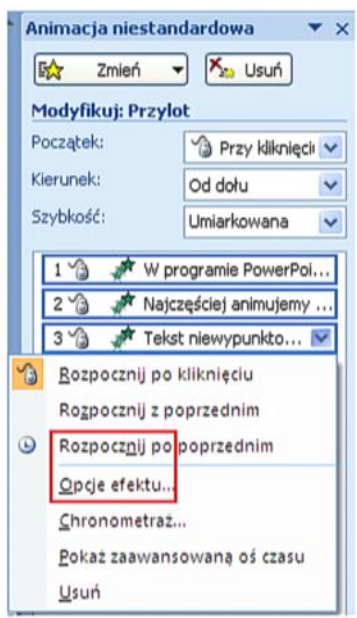 Animacja niestandardowa
Zmień Usuń
Modyfikuj: Przylot
Początek: Przy kliknięci
Kierunek: Od dołu
Szybkość: Umiarkowana
1 W programie PowerPoi...
2 Najczęściej animujemy ...
3 Tekst niewypunkto...
Rozpocznij po kliknięciu
Rozpocznij z poprzednim
Rozpocznij po poprzednim
Opcje efektu...
Chronometraż...
Pokaż zaawansowaną oś czasu
Usuń